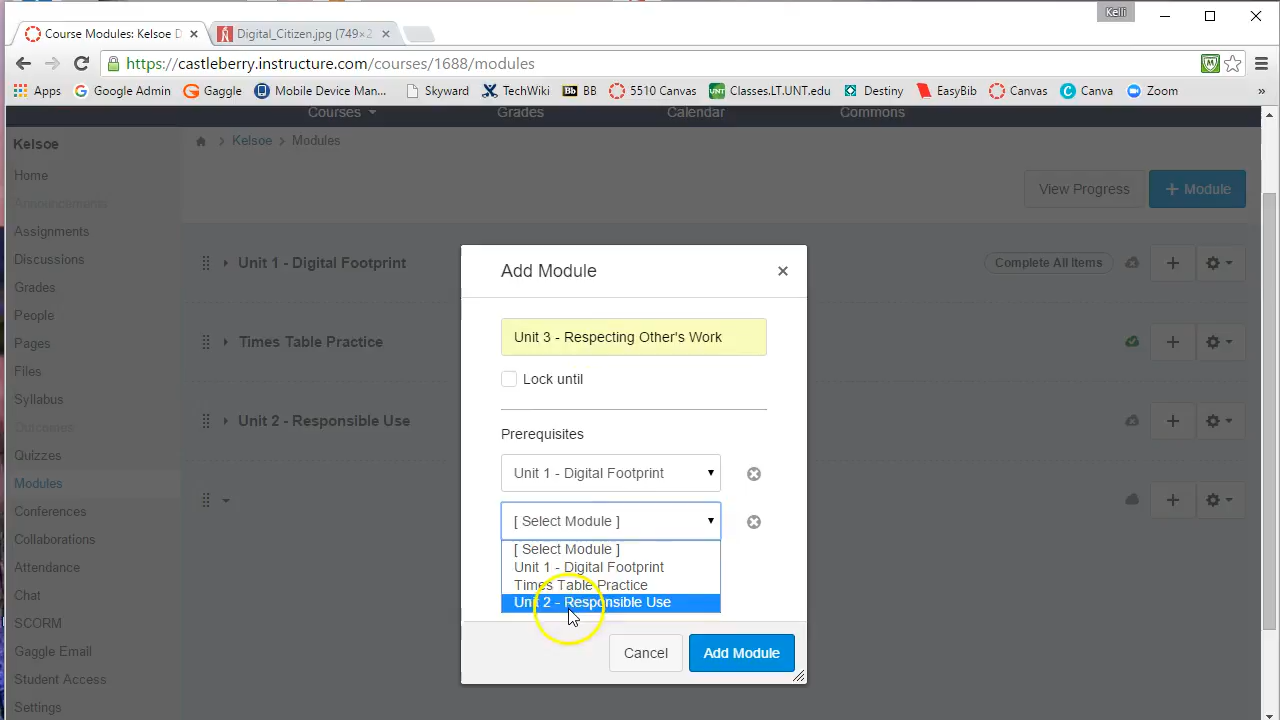 Kelli
Course Modules: Kelsoe D
Digital_Citizen.jpg (749×2
https://castleberry.instructure.com/courses/1688/modules
Apps
Google Admin
Gaggle
Mobile Device Man...
Skyward
TechWiki
Bb BB
5510 Canvas
UNT Classes.LT.UNT.edu
Destiny
EasyBib
Canvas
C Canva
Zoom
»
Courses
Grades
Calendar
Commons
Kelsoe
Kelsoe > Modules
Home
Announcements
Assignments
Discussions
Grades
People
Pages
Files
Syllabus
Outcomes
Quizzes
Modules
Conferences
Collaborations
Attendance
Chat
SCORM
Gaggle Email
Student Access
Settings
View Progress
+ Module
Unit 1 - Digital Footprint
Complete All Items
Times Table Practice
Unit 2 - Responsible Use
Add Module
Unit 3 - Respecting Other's Work
Lock until
Prerequisites
Unit 1 - Digital Footprint
[ Select Module ]
[ Select Module ]
Unit 1 - Digital Footprint
Times Table Practice
Unit 2 - Responsible Use
Cancel
Add Module